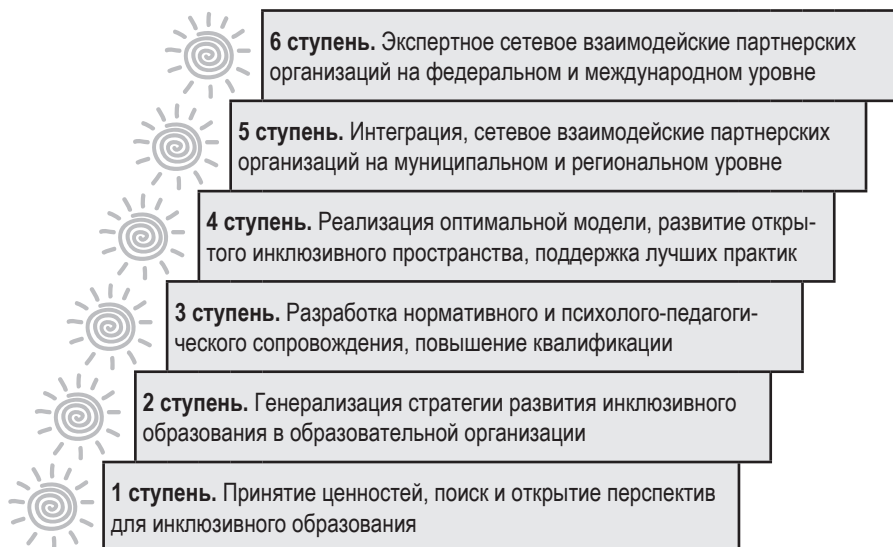 6 ступень. Экспертное сетевое взаимодейские партнерских
организаций на федеральном и международном уровне
5 ступень. Интеграция, сетевое взаимодейские партнерских
организаций на муниципальном и региональном уровне
4 ступень. Реализация оптимальной модели, развитие откры-
того инклюзивного пространства, поддержка лучших практик
3 ступень. Разработка нормативного и психолого-педагоги-
ческого сопровождения, повышение квалификации
2 ступень. Генерализация стратегии развития инклюзивного
образования в образовательной организации
1 ступень. Принятие ценностей, поиск и открытие перспектив
для инклюзивного образования